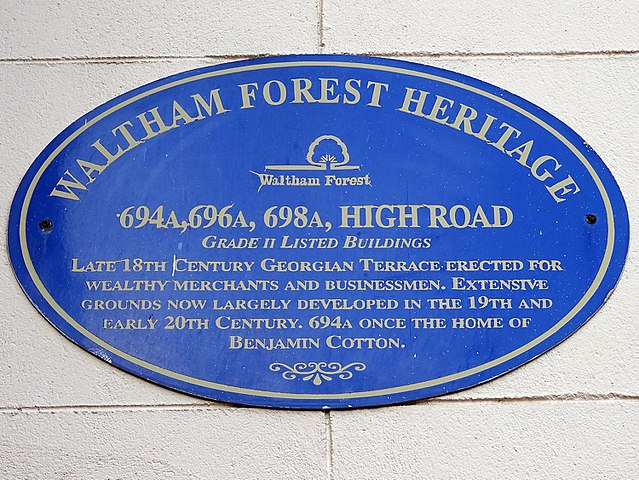 WALTHAM FOREST HERITAGE
Waltham Forest
694A,696A, 698A, HIGH ROAD
GRADE II LISTED BUILDINGS
LATE 18TH CENTURY GEORGIAN TERRACE ERECTED FOR
WEALTHY MERCHANTS AND BUSINESSMEN. EXTENSIVE
GROUNDS NOW LARGELY DEVELOPED IN THE 19TH AND
EARLY 20TH CENTURY. 694A ONCE THE HOME OF
BENJAMIN COTTON.